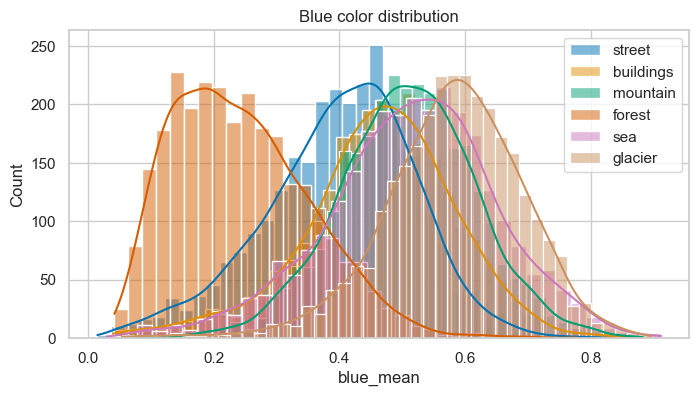 Blue color distribution
250
200
150
100
50
0
Count
0.0 0.2 0.4 0.6 0.8
blue_mean
street
buildings
mountain
forest
sea
glacier